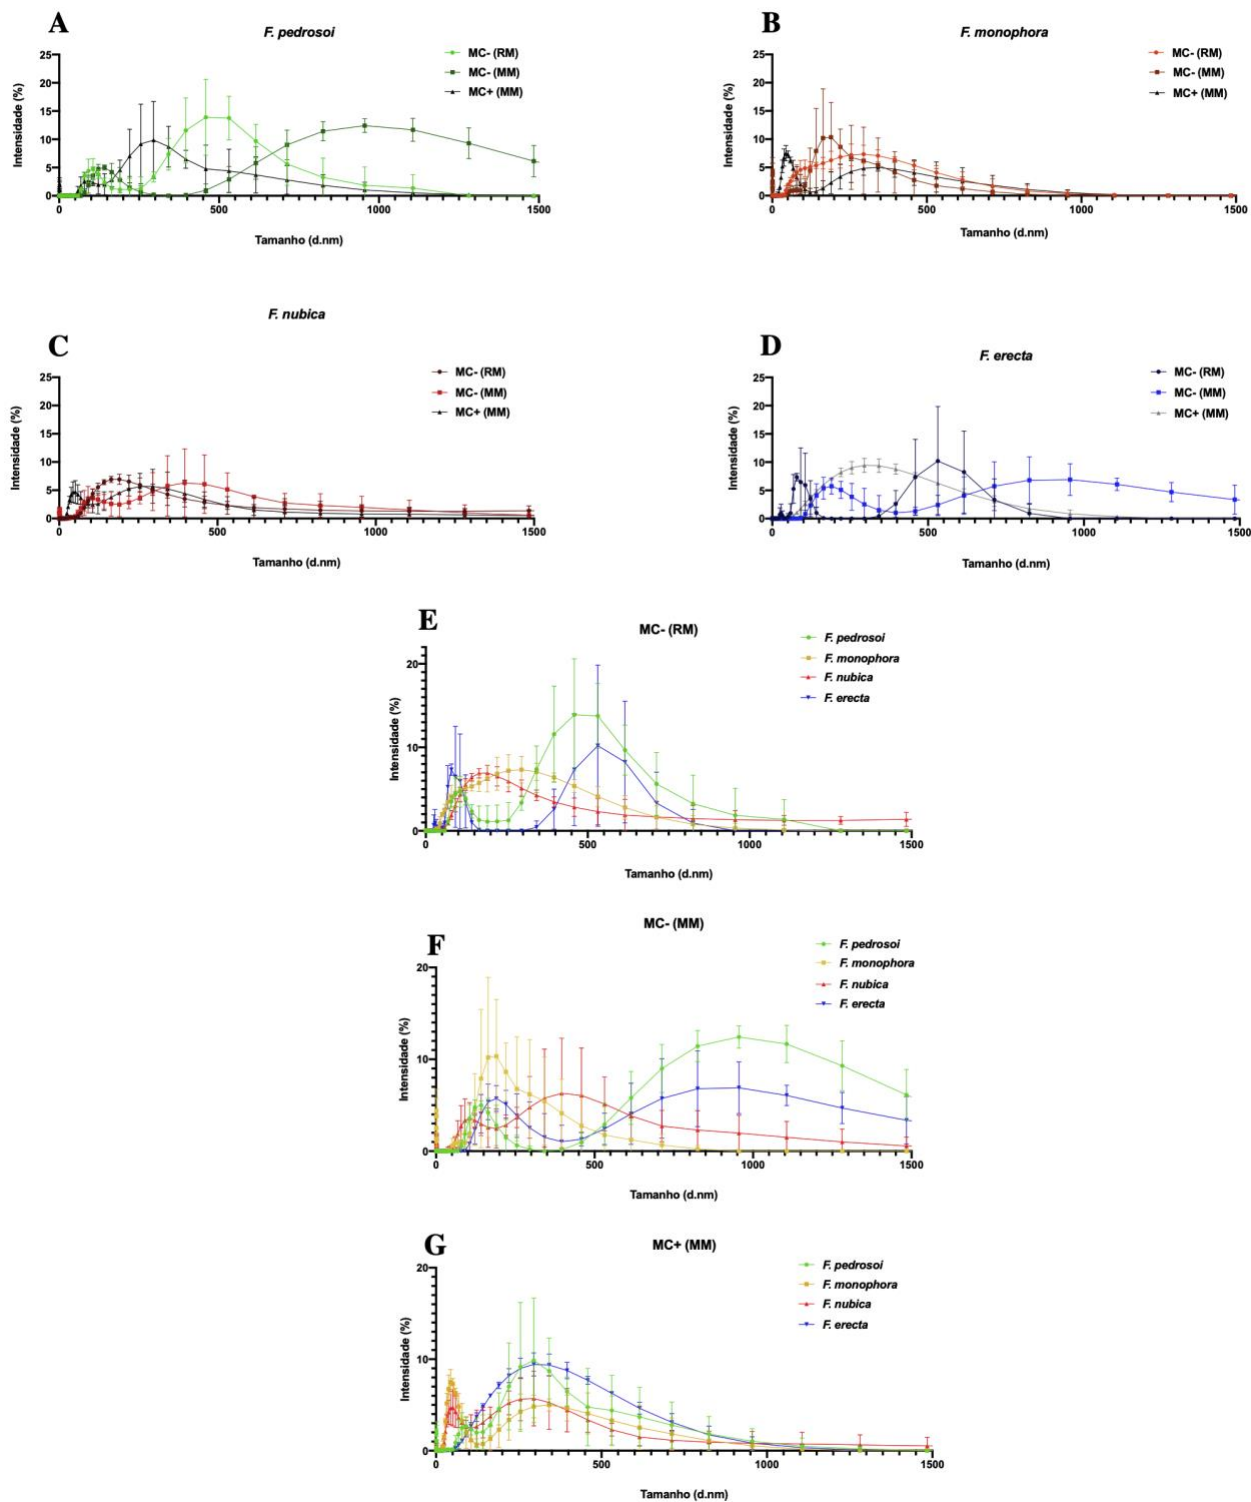 A
F. pedrosoi
MC- (RM)
MC- (MM)
MC+ (MM)
Intensidade (%)
25
20
15
10
5
0
0 500 1000 1500
Tamanho (d.nm)
B
F. monophora
MC- (RM)
MC- (MM)
MC+ (MM)
Intensidade (%)
25
20
15
10
5
0
0 500 1000 1500
Tamanho (d.nm)
C
F. nubica
MC- (RM)
MC- (MM)
MC+ (MM)
Intensidade (%)
25
20
15
10
5
0
0 500 1000 1500
Tamanho (d.nm)
D
F. erecta
MC- (RM)
MC- (MM)
MC+ (MM)
Intensidade (%)
25
20
15
10
5
0
0 500 1000 1500
Tamanho (d.nm)
E
MC- (RM)
F. pedrosoi
F. monophora
F. nubica
F. erecta
Intensidade (%)
20
10
0
0 500 1000 1500
Tamanho (d.nm)
F
MC- (MM)
F. pedrosoi
F. monophora
F. nubica
F. erecta
Intensidade (%)
20
10
0
0 500 1000 1500
Tamanho (d.nm)
G
MC+ (MM)
F. pedrosoi
F. monophora
F. nubica
F. erecta
Intensidade (%)
20
10
0
0 500 1000 1500
Tamanho (d.nm)